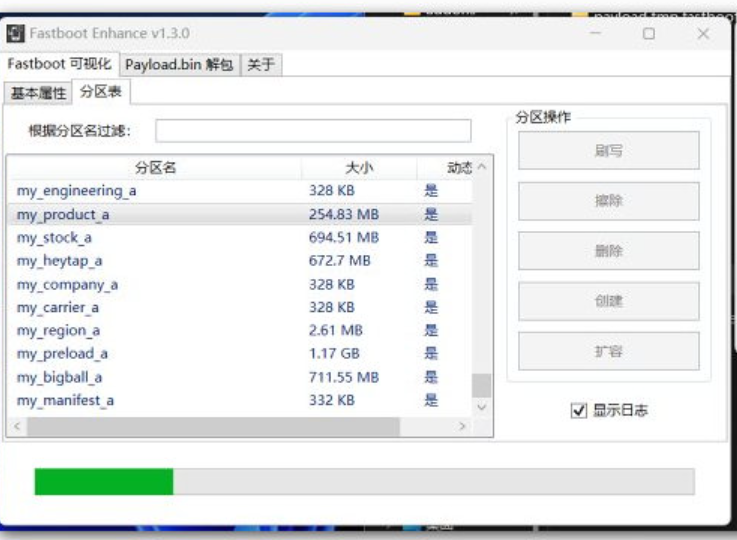 payload.tmp.fastboo
Fastboot Enhance v1.3.0
Fastboot 可视化 Payload.bin 解包 关于
基本属性 分区表
根据分区名过滤:
分区名 大小 动态
my_engineering_a 328 KB 是
my_product_a 254.83 MB 是
my_stock_a 694.51 MB 是
my_heytap_a 672.7 MB 是
my_company_a 328 KB 是
my_carrier_a 328 KB 是
my_region_a 2.61 MB 是
my_preload_a 1.17 GB 是
my_bigball_a 711.55 MB 是
my_manifest_a 332 KB 是
分区操作
刷写
擦除
删除
创建
扩容
显示日志